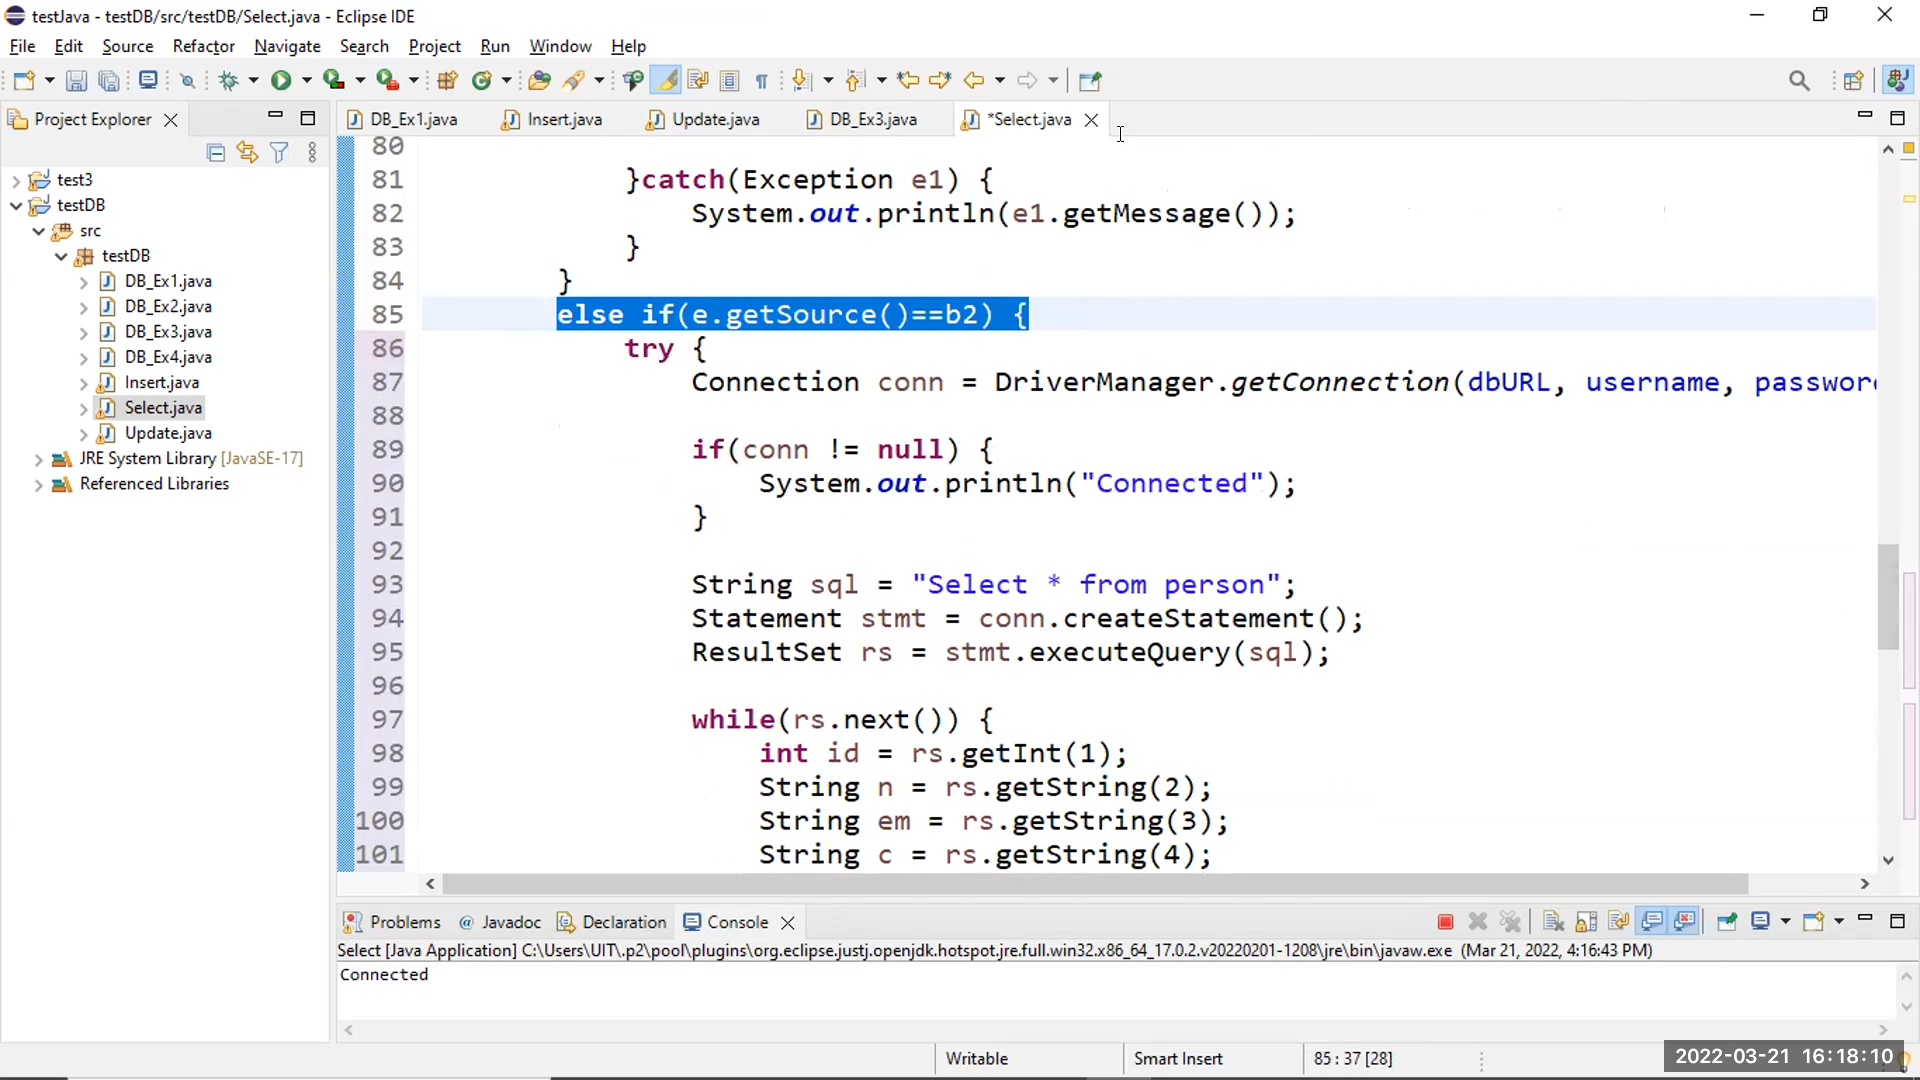 testJava - testDB/src/testDB/Select.java - Eclipse IDE
File Edit Source Refactor Navigate Search Project Run Window Help
Project Explorer
test3
testDB
src
testDB
DB_Ex1.java
DB_Ex2.java
DB_Ex3.java
DB_Ex4.java
Insert.java
Select.java
Update.java
JRE System Library [JavaSE-17]
Referenced Libraries
DB_Ex1.java Insert.java Update.java DB_Ex3.java *Select.java
80
81 }catch(Exception e1) {
82 System.out.println(e1.getMessage());
83 }
84 }
85 else if(e.getSource()==b2) {
86 try {
87 Connection conn = DriverManager.getConnection(dbURL, username, password
88
89 if(conn != null) {
90 System.out.println("Connected");
91 }
92
93 String sql = "Select * from person";
94 Statement stmt = conn.createStatement();
95 ResultSet rs = stmt.executeQuery(sql);
96
97 while(rs.next()) {
98 int id = rs.getInt(1);
99 String n = rs.getString(2);
100 String em = rs.getString(3);
101 String c = rs.getString(4);
Problems Javadoc Declaration Console
Select [Java Application] C:\Users\UIT\.p2\pool\plugins\org.eclipse.justj.openjdk.hotspot.jre.full.win32.x86_64_17.0.2.v20220201-1208\jre\bin\javaw.exe (Mar 21, 2022, 4:16:43 PM)
Connected
Writable Smart Insert 85 : 37 [28]
2022-03-21 16:18:10